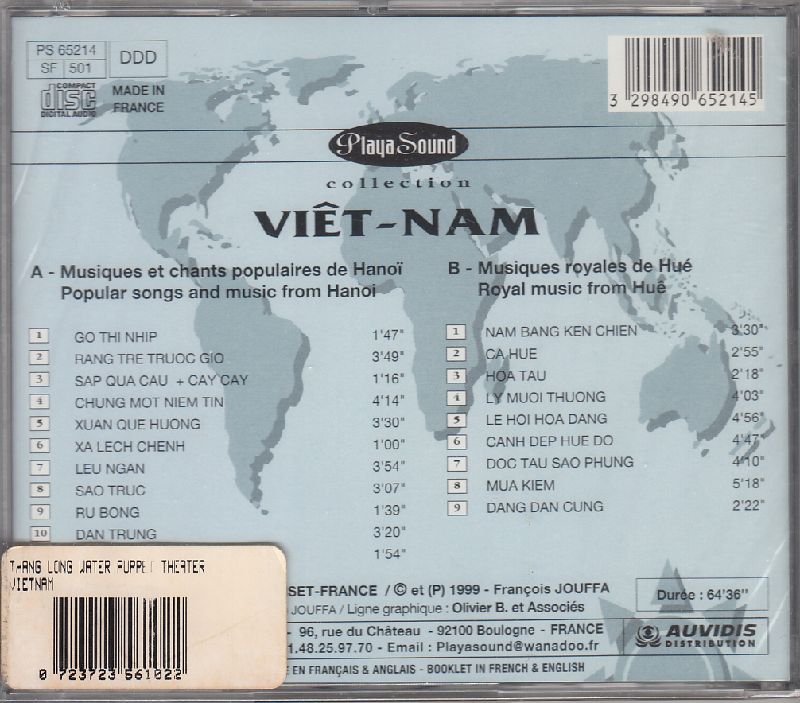 PS 65214
SF 501
DDD
COMPACT
disc
DIGITAL AUDIO
MADE IN
FRANCE
3 298490 652145
Playa Sound
collection
VIÊT-NAM
A - Musiques et chants populaires de Hanoï
Popular songs and music from Hanoi
1 GO THI NHIP 1'47"
2 RANG TRE TRUOC GIO 3'49"
3 SAP QUA CAU + CAY CAY 1'16"
4 CHUNG MOT NIEM TIN 4'14"
5 XUAN QUE HUONG 3'30"
6 XA LECH CHENH 1'00"
7 LEU NGAN 3'54"
8 SAO TRUC 3'07"
9 RU BONG 1'39"
10 DAN TRUNG 3'20"
1'54"
B - Musiques royales de Hué
Royal music from Huê
1 NAM BANG KEN CHIEN 3'30"
2 CA HUE 2'55"
3 HOA TAU 2'18"
4 LY MUOI THUONG 4'03"
5 LE HOI HOA DANG 4'56"
6 CANH DEP HUE DO 4'47"
7 DOC TAU SAO PHUNG 4'10"
8 MUA KIEM 5'18"
9 DANG DAN CUNG 2'22"
THANG LONG WATER PUPPET THEATER
VIETNAM
0 723723 561022
SET-FRANCE / © et (P) 1999 - François JOUFFA
JOUFFA / Ligne graphique : Olivier B. et Associés
- 96, rue du Château - 92100 Boulogne - FRANCE
1.48.25.97.70 - Email : Playasound@wanadoo.fr
E EN FRANÇAIS & ANGLAIS - BOOKLET IN FRENCH & ENGLISH
Durée : 64'36"
AUVIDIS
DISTRIBUTION